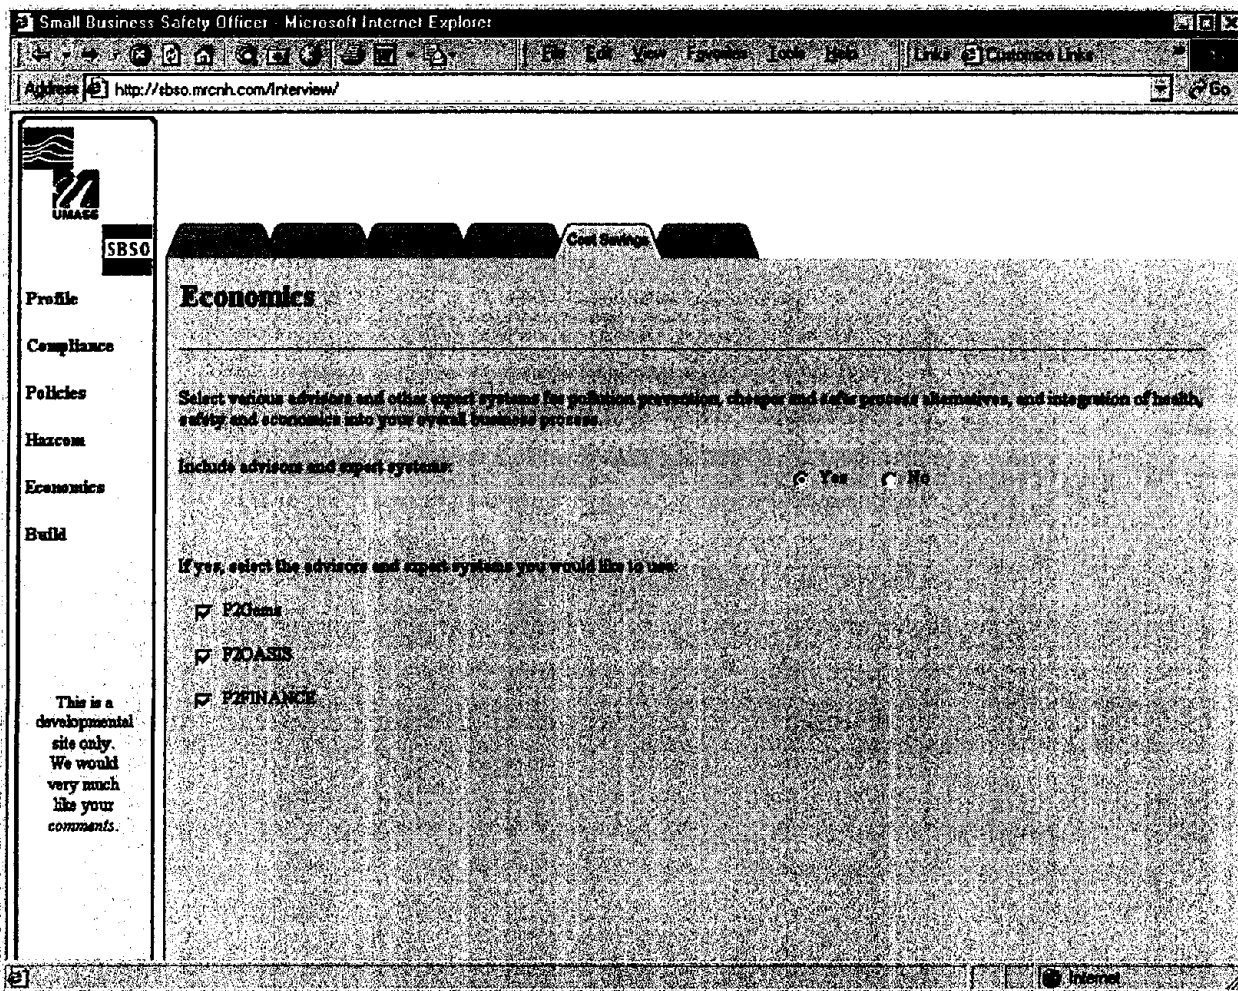 Small Business Safety Officer - Microsoft Internet Explorer
File Edit View Favorites Tools Help Links Customize Links
Address http://sbso.mrcnh.com/Interview/ Go
UMASS
SBSO
Cost Savings
Profile
Compliance
Policies
Hazcom
Economics
Build
This is a
developmental
site only.
We would
very much
like your
comments.
Economics
Select various advisors and other expert systems for pollution prevention, cheaper and safer process alternatives, and integration of health,
safety and economics into your overall business process.
Include advisors and expert systems: Yes No
If yes, select the advisors and expert systems you would like to use:
P2Gems
P2OASIS
P2FINANCE
Internet